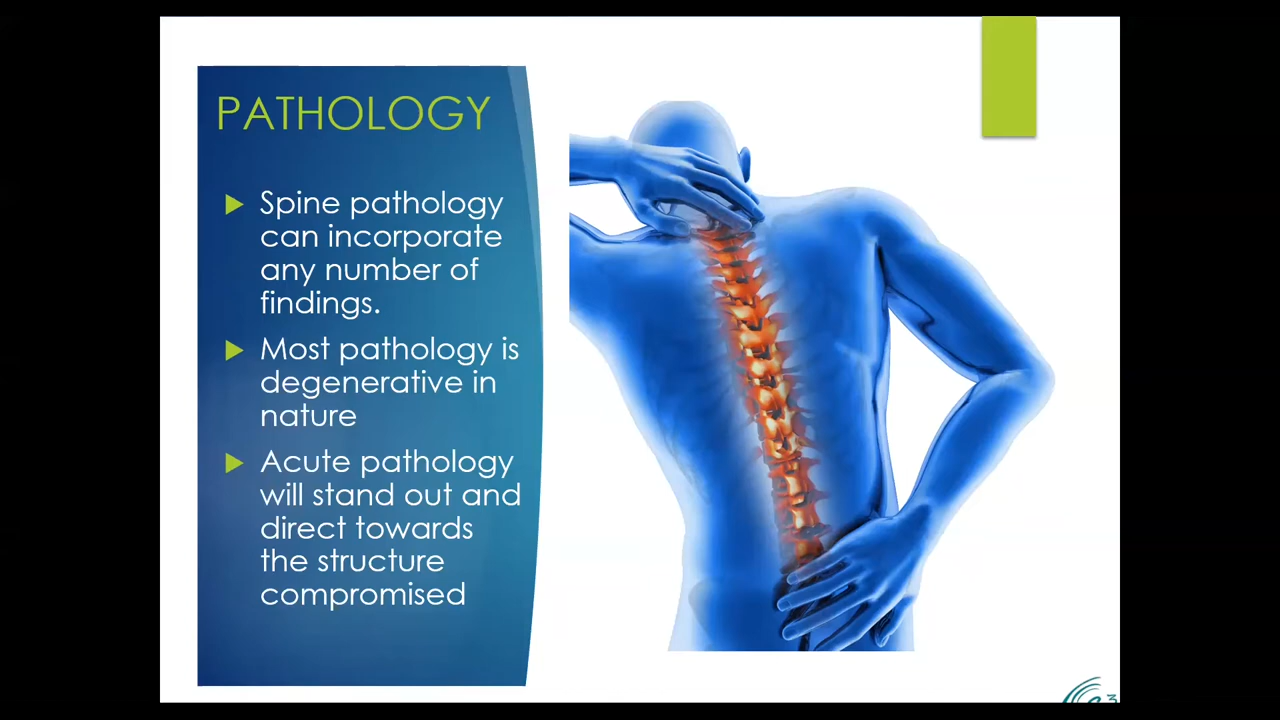 PATHOLOGY
Spine pathology
can incorporate
any number of
findings.
Most pathology is
degenerative in
nature
Acute pathology
will stand out and
direct towards
the structure
compromised